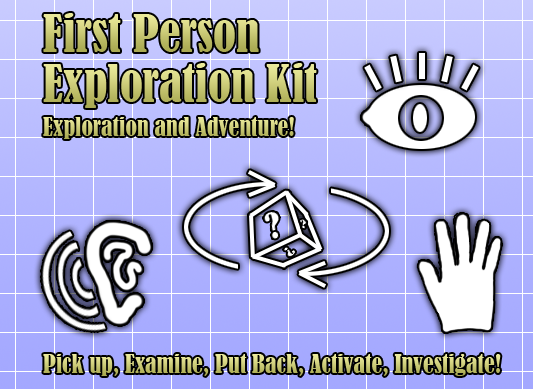 First Person
Exploration Kit
Exploration and Adventure!
?
?
?
Pick up, Examine, Put Back, Activate, Investigate!